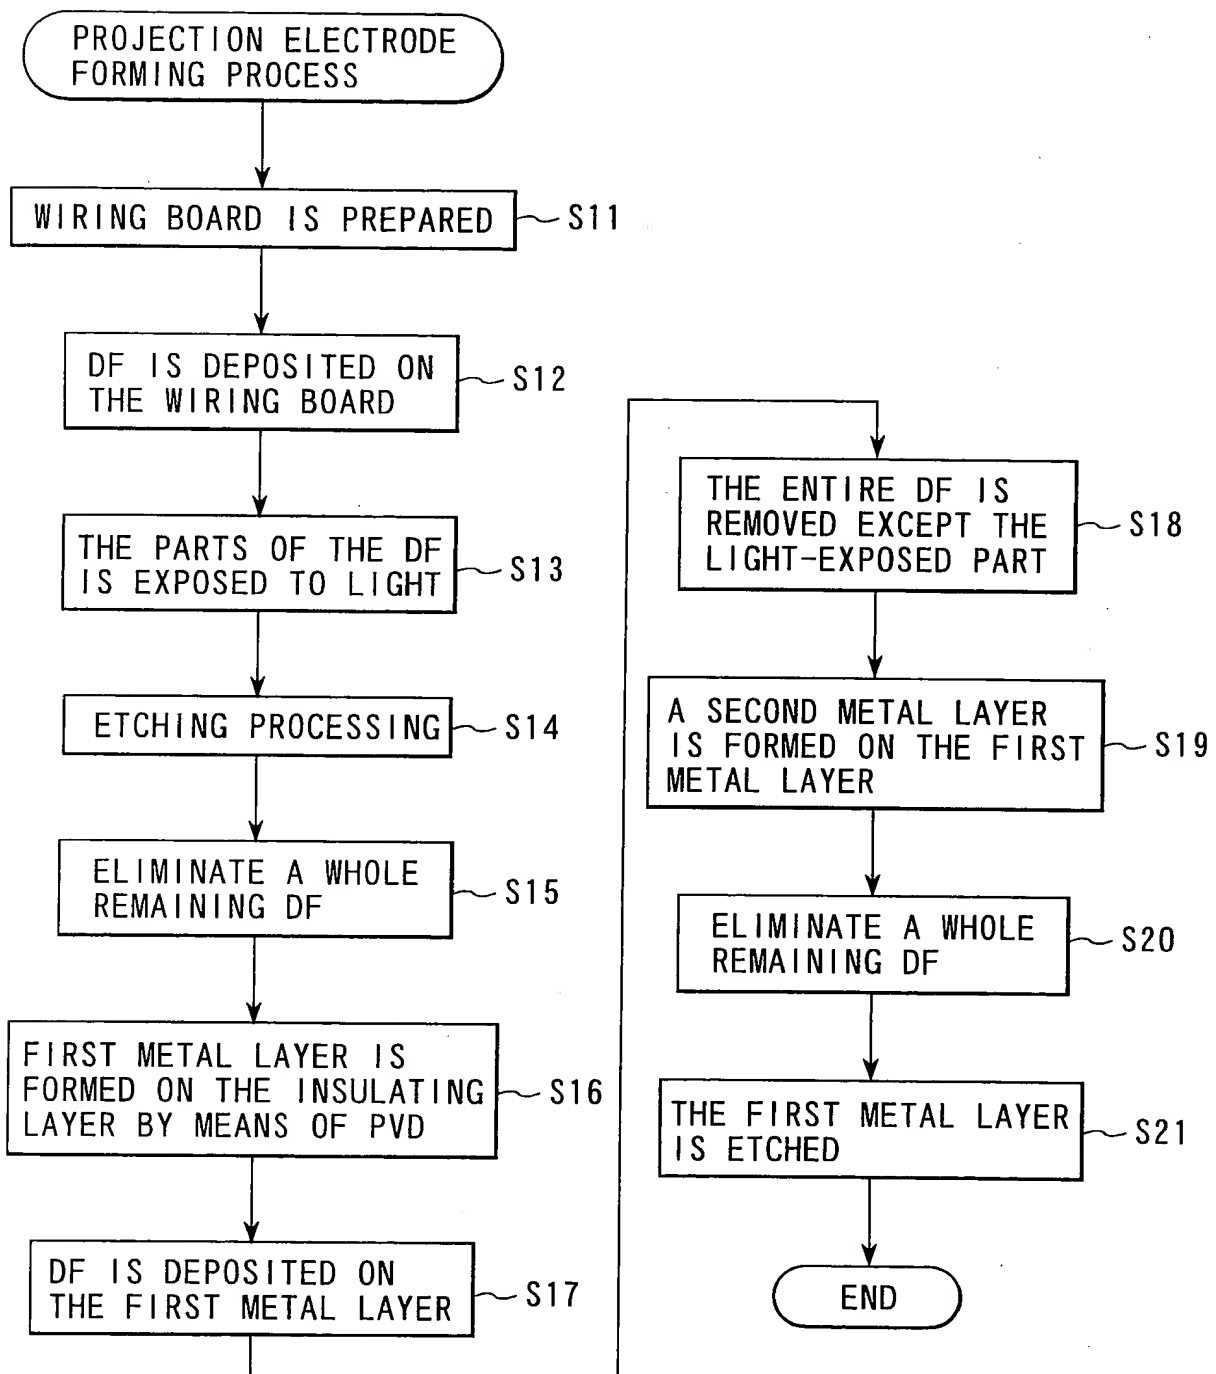 PROJECTION ELECTRODE
FORMING PROCESS
WIRING BOARD IS PREPARED
S11
DF IS DEPOSITED ON
THE WIRING BOARD
S12
THE PARTS OF THE DF
IS EXPOSED TO LIGHT
S13
ETCHING PROCESSING
S14
ELIMINATE A WHOLE
REMAINING DF
S15
FIRST METAL LAYER IS
FORMED ON THE INSULATING
LAYER BY MEANS OF PVD
S16
DF IS DEPOSITED ON
THE FIRST METAL LAYER
S17
THE ENTIRE DF IS
REMOVED EXCEPT THE
LIGHT-EXPOSED PART
S18
A SECOND METAL LAYER
IS FORMED ON THE FIRST
METAL LAYER
S19
ELIMINATE A WHOLE
REMAINING DF
S20
THE FIRST METAL LAYER
IS ETCHED
S21
END